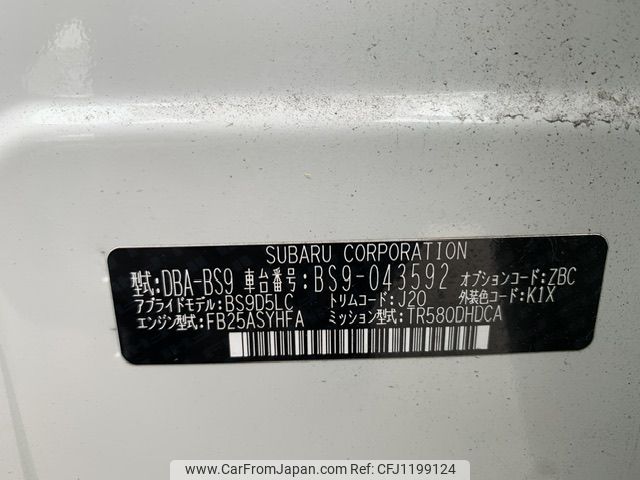 SUBARU CORPORATION
型式:DBA-BS9 車台番号:BS9-043592 オプションコード:ZBC
アプライドモデル:BS9D5LC トリムコード:J20 外装色コード:K1X
エンジン型式:FB25ASYHFA ミッション型式:TR580DHDCA
CAR FROM JAPAN
www.carfromjapan.com - CFJ1199124